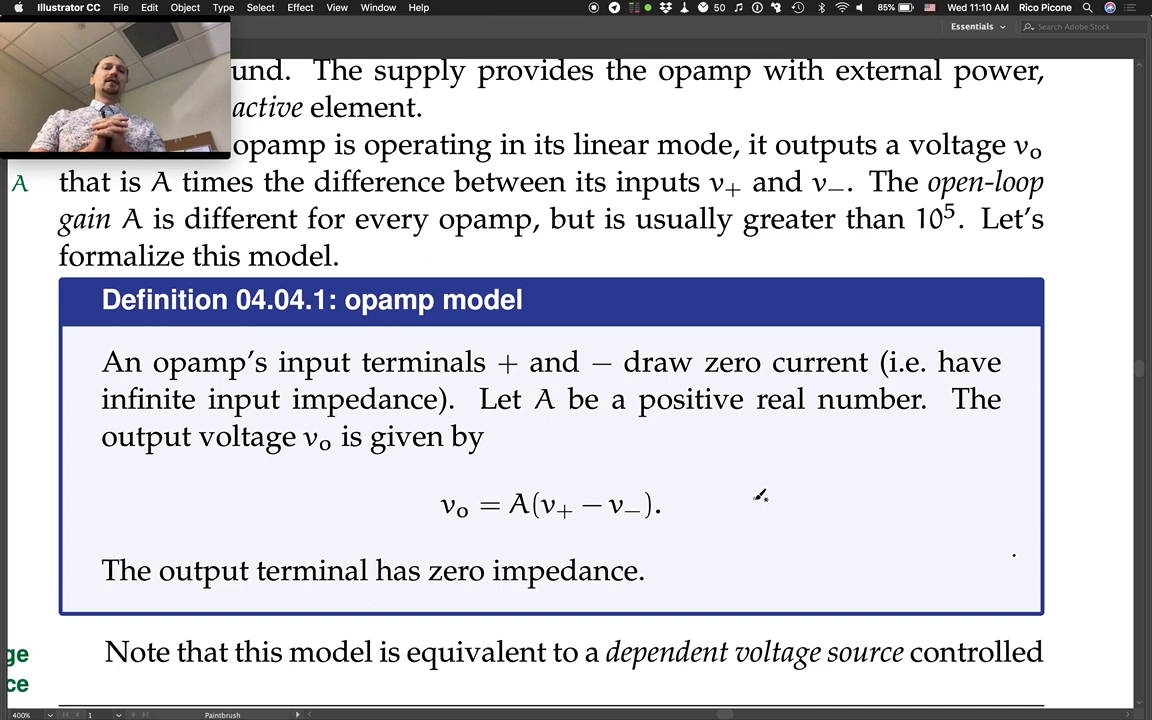 Illustrator CC File Edit Object Type Select Effect View Window Help 50 85% Wed 11:10 AM Rico Picone
Essentials Search Adobe Stock
und. The supply provides the opamp with external power,
active element.
opamp is operating in its linear mode, it outputs a voltage vo
A that is A times the difference between its inputs v+ and v−. The open-loop
gain A is different for every opamp, but is usually greater than 10⁵. Let's
formalize this model.
Definition 04.04.1: opamp model
An opamp's input terminals + and − draw zero current (i.e. have
infinite input impedance). Let A be a positive real number. The
output voltage vo is given by
vo = A(v+ − v−).
The output terminal has zero impedance.
ge Note that this model is equivalent to a dependent voltage source controlled
ce
400% 1 Paintbrush